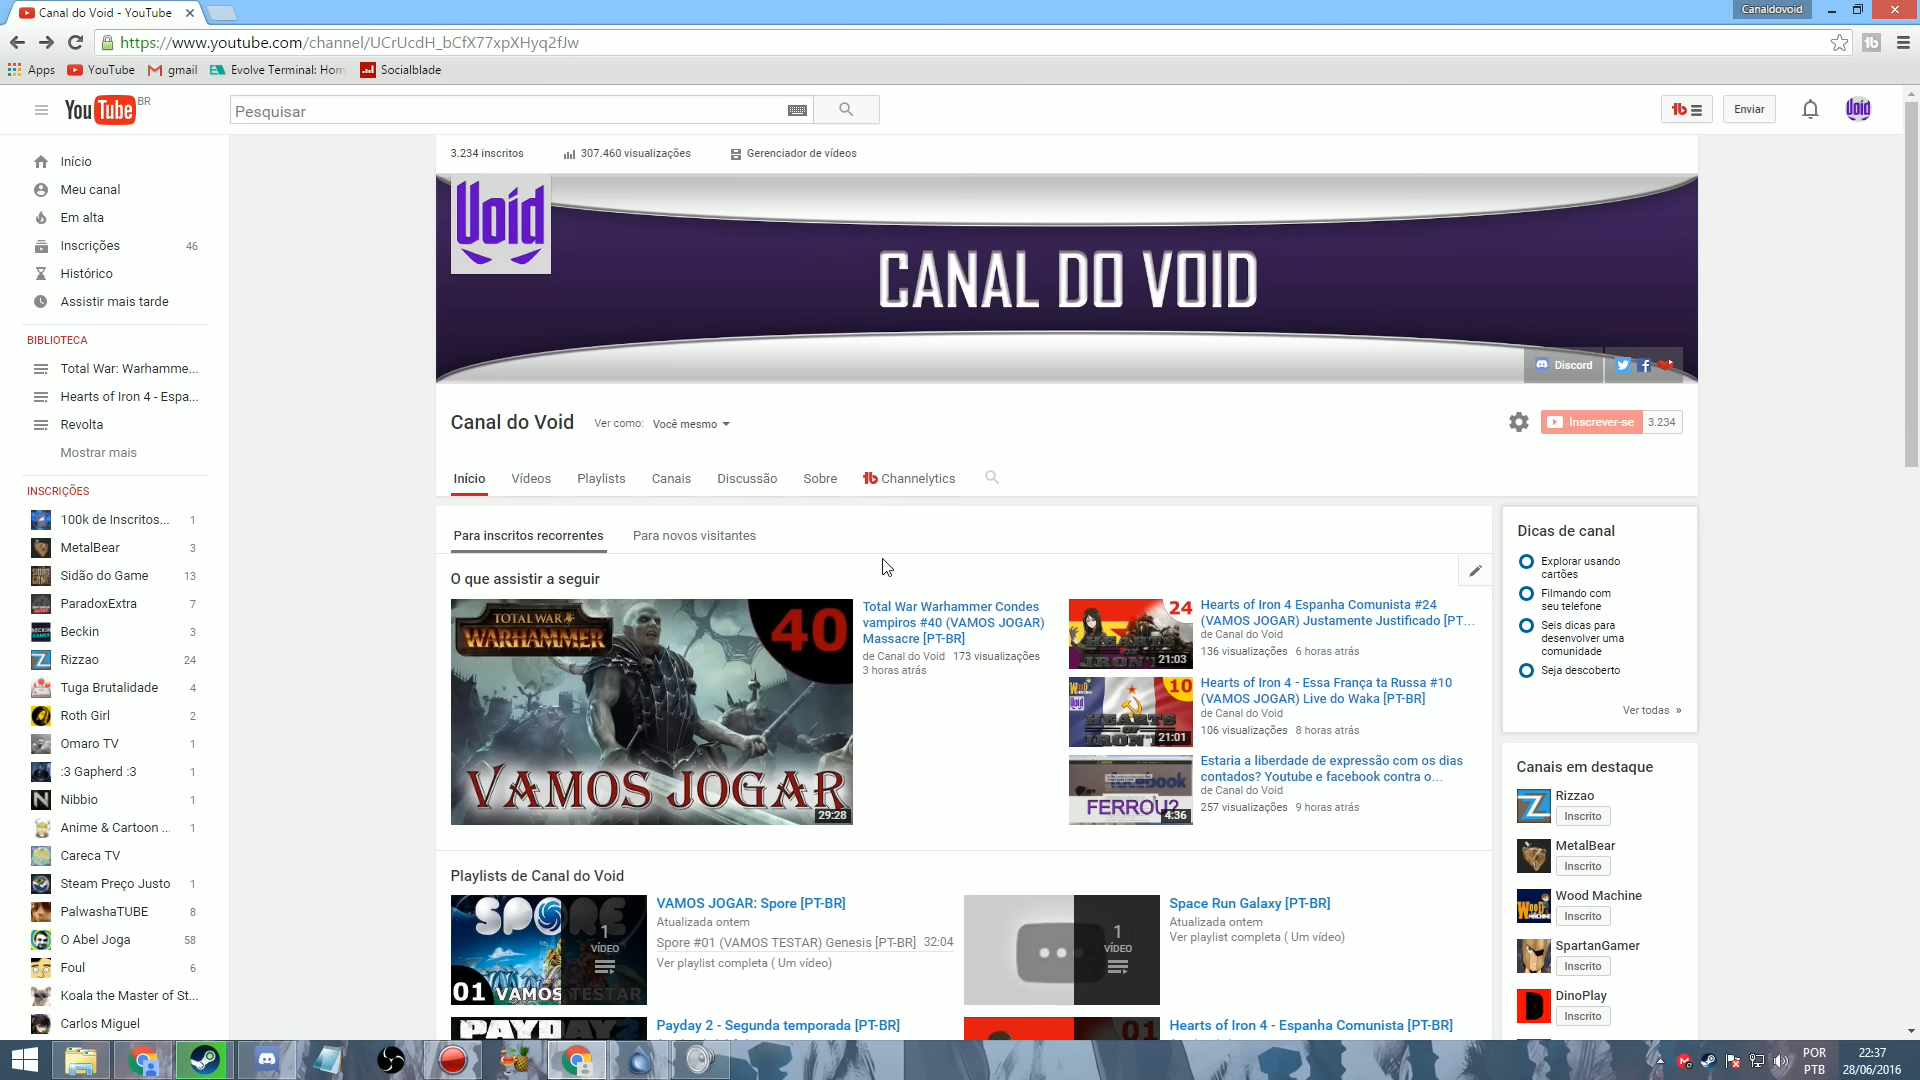 Canal do Void - YouTube
Canaldovoid
https://www.youtube.com/channel/UCrUcdH_bCfX77xpXHyq2fJw
Apps YouTube gmail Evolve Terminal: Hom Socialblade
YouTube BR
Pesquisar
Enviar
Início
Meu canal
Em alta
Inscrições 46
Histórico
Assistir mais tarde
BIBLIOTECA
Total War: Warhamme...
Hearts of Iron 4 - Espa...
Revolta
Mostrar mais
INSCRIÇÕES
100k de Inscritos... 1
MetalBear 3
Sidão do Game 13
ParadoxExtra 7
Beckin 3
Rizzao 24
Tuga Brutalidade 4
Roth Girl 2
Omaro TV 1
:3 Gapherd :3 1
Nibbio 1
Anime & Cartoon ... 1
Careca TV
Steam Preço Justo 1
PalwashaTUBE 8
O Abel Joga 58
Foul 6
Koala the Master of St...
Carlos Miguel
3.234 inscritos 307.460 visualizações Gerenciador de vídeos
Void
CANAL DO VOID
Discord
Canal do Void Ver como: Você mesmo
Inscrever-se 3.234
Início Vídeos Playlists Canais Discussão Sobre Channelytics
Para inscritos recorrentes Para novos visitantes
O que assistir a seguir
TOTAL WAR
WARHAMMER
40
VAMOS JOGAR
29:28
Total War Warhammer Condes
vampiros #40 (VAMOS JOGAR)
Massacre [PT-BR]
de Canal do Void 173 visualizações
3 horas atrás
24
HEARTS
OF IRON
21:03
Hearts of Iron 4 Espanha Comunista #24
(VAMOS JOGAR) Justamente Justificado [PT...
de Canal do Void
136 visualizações 6 horas atrás
10
HEARTS
OF IRON
21:01
Hearts of Iron 4 - Essa França ta Russa #10
(VAMOS JOGAR) Live do Waka [PT-BR]
de Canal do Void
106 visualizações 8 horas atrás
facebook
FERROU?
4:36
Estaria a liberdade de expressão com os dias
contados? Youtube e facebook contra o...
de Canal do Void
257 visualizações 9 horas atrás
Playlists de Canal do Void
SPORE
1
VÍDEO
01 VAMOS TESTAR
VAMOS JOGAR: Spore [PT-BR]
Atualizada ontem
Spore #01 (VAMOS TESTAR) Genesis [PT-BR] 32:04
Ver playlist completa ( Um vídeo)
1
VÍDEO
Space Run Galaxy [PT-BR]
Atualizada ontem
Ver playlist completa ( Um vídeo)
PAYDAY 2
Payday 2 - Segunda temporada [PT-BR]
01
Hearts of Iron 4 - Espanha Comunista [PT-BR]
Dicas de canal
Explorar usando
cartões
Filmando com
seu telefone
Seis dicas para
desenvolver uma
comunidade
Seja descoberto
Ver todas »
Canais em destaque
Rizzao
Inscrito
MetalBear
Inscrito
Wood Machine
Inscrito
SpartanGamer
Inscrito
DinoPlay
Inscrito
POR
PTB
22:37
28/06/2016